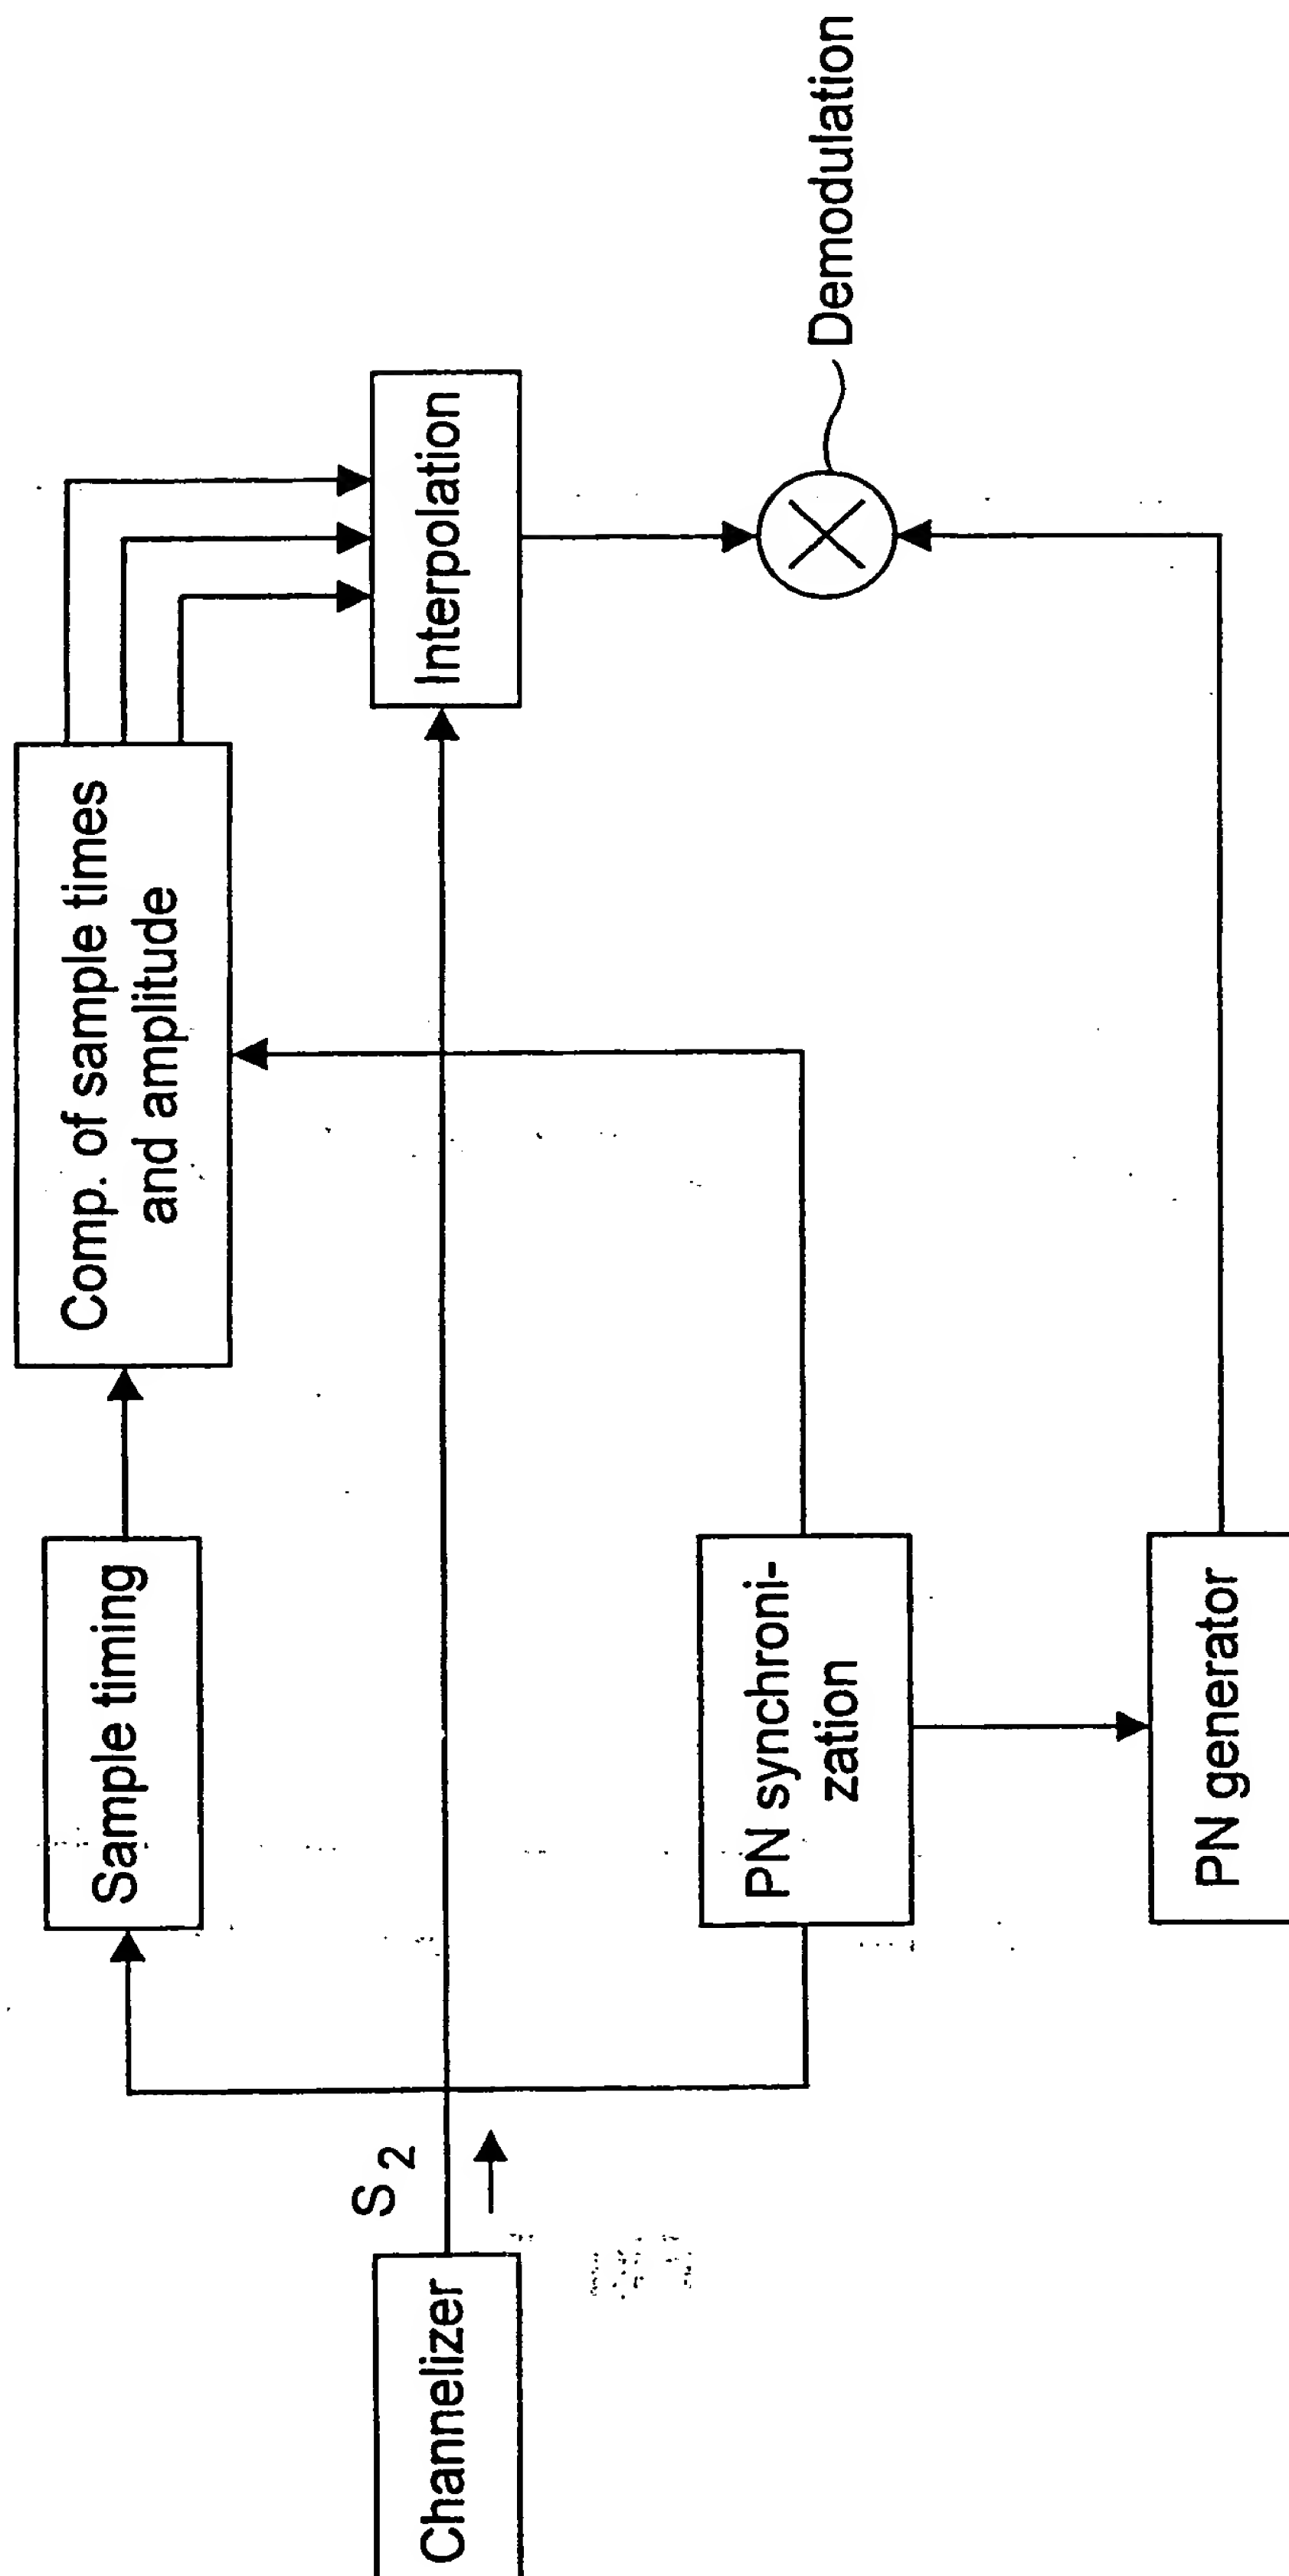 Channelizer
S2
Sample timing
Comp. of sample times
and amplitude
Interpolation
Demodulation
PN synchroni-
zation
PN generator